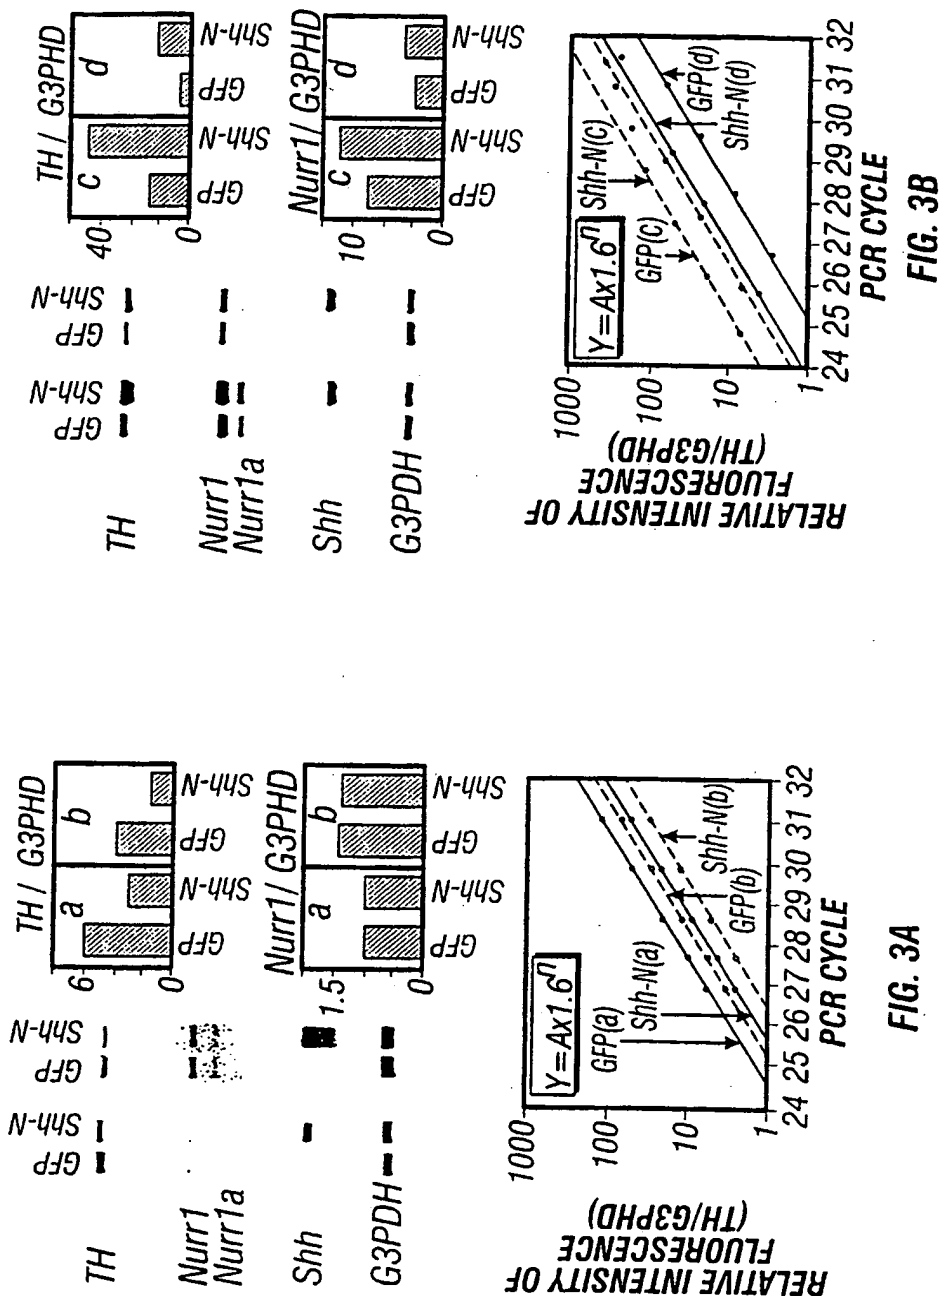 GFP
Shh-N
GFP
Shh-N
TH
Nurr1
Nurr1a
Shh
G3PDH
TH / G3PHD
a
b
6
0
GFP
Shh-N
GFP
Shh-N
Nurr1 / G3PHD
a
b
1.5
0
GFP
Shh-N
GFP
Shh-N
RELATIVE INTENSITY OF
FLUORESCENCE
(TH/G3PHD)
1000
100
10
1
Y=Ax1.6^n
GFP(a)
Shh-N(a)
GFP(b)
Shh-N(b)
24 25 26 27 28 29 30 31 32
PCR CYCLE
FIG. 3A
GFP
Shh-N
GFP
Shh-N
TH
Nurr1
Nurr1a
Shh
G3PDH
TH / G3PHD
c
d
40
0
GFP
Shh-N
GFP
Shh-N
Nurr1 / G3PHD
c
d
10
0
GFP
Shh-N
GFP
Shh-N
RELATIVE INTENSITY OF
FLUORESCENCE
(TH/G3PHD)
1000
100
10
1
Y=Ax1.6^n
Shh-N(c)
GFP(c)
GFP(d)
Shh-N(d)
24 25 26 27 28 29 30 31 32
PCR CYCLE
FIG. 3B